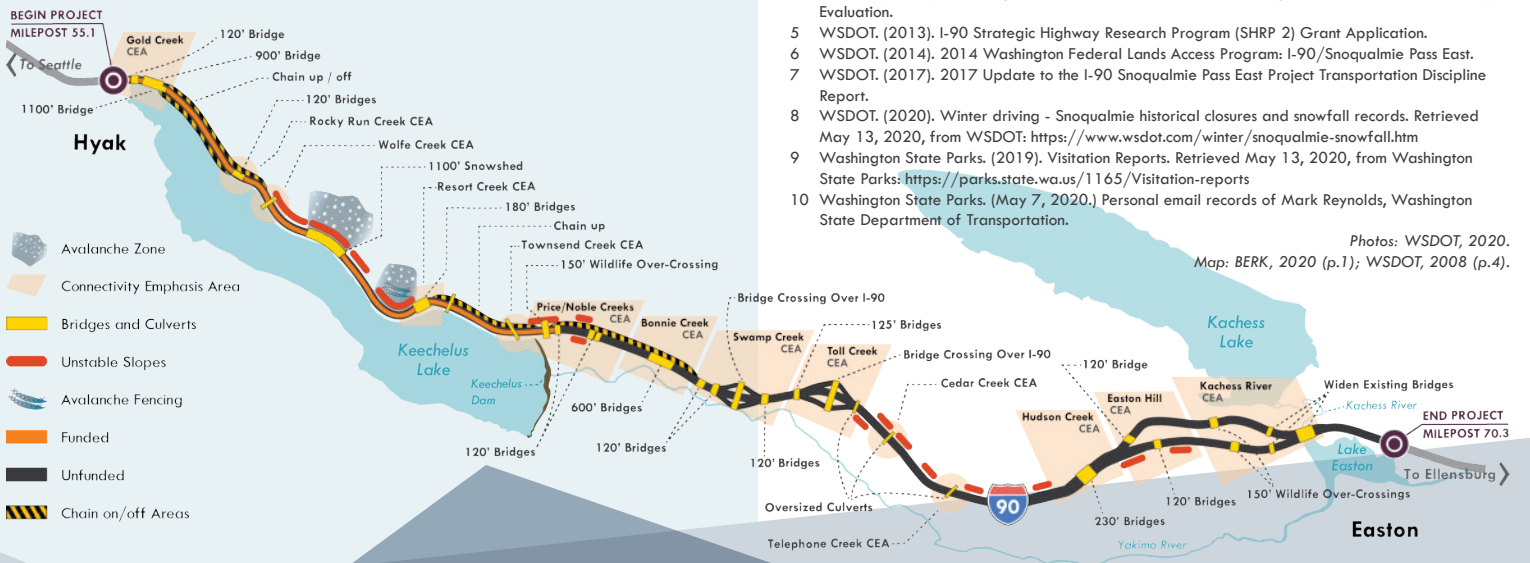 Evaluation.
5 WSDOT. (2013). I-90 Strategic Highway Research Program (SHRP 2) Grant Application.
6 WSDOT. (2014). 2014 Washington Federal Lands Access Program: I-90/Snoqualmie Pass East.
7 WSDOT. (2017). 2017 Update to the I-90 Snoqualmie Pass East Project Transportation Discipline
Report.
8 WSDOT. (2020). Winter driving - Snoqualmie historical closures and snowfall records. Retrieved
May 13, 2020, from WSDOT: https://www.wsdot.com/winter/snoqualmie-snowfall.htm
9 Washington State Parks. (2019). Visitation Reports. Retrieved May 13, 2020, from Washington
State Parks: https://parks.state.wa.us/1165/Visitation-reports
10 Washington State Parks. (May 7, 2020.) Personal email records of Mark Reynolds, Washington
State Department of Transportation.
Photos: WSDOT, 2020.
Map: BERK, 2020 (p.1); WSDOT, 2008 (p.4).
BEGIN PROJECT
MILEPOST 55.1
To Seattle
Gold Creek
CEA
120' Bridge
900' Bridge
Chain up / off
1100' Bridge
120' Bridges
Hyak
Rocky Run Creek CEA
Wolfe Creek CEA
1100' Snowshed
Resort Creek CEA
180' Bridges
Chain up
Townsend Creek CEA
150' Wildlife Over-Crossing
Avalanche Zone
Connectivity Emphasis Area
Bridges and Culverts
Unstable Slopes
Avalanche Fencing
Funded
Unfunded
Chain on/off Areas
Keechelus
Lake
Keechelus
Dam
Price/Noble Creeks
CEA
Bonnie Creek
CEA
Bridge Crossing Over I-90
Swamp Creek
CEA
125' Bridges
Toll Creek
CEA
Bridge Crossing Over I-90
Cedar Creek CEA
600' Bridges
120' Bridges
120' Bridges
120' Bridges
Oversized Culverts
Telephone Creek CEA
90
Kachess
Lake
120' Bridge
Hudson Creek
CEA
Easton Hill
CEA
Kachess River
CEA
Widen Existing Bridges
Kachess River
END PROJECT
MILEPOST 70.3
Lake
Easton
To Ellensburg
150' Wildlife Over-Crossings
120' Bridges
230' Bridges
Yakima River
Easton